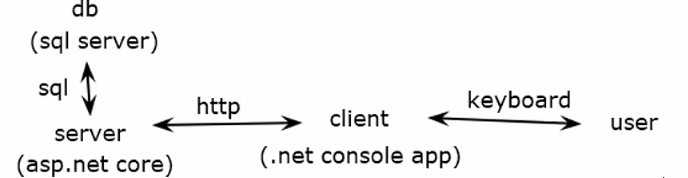 db
(sql server)
sql
http
keyboard
server
client
user
(asp.net core)
(.net console app)